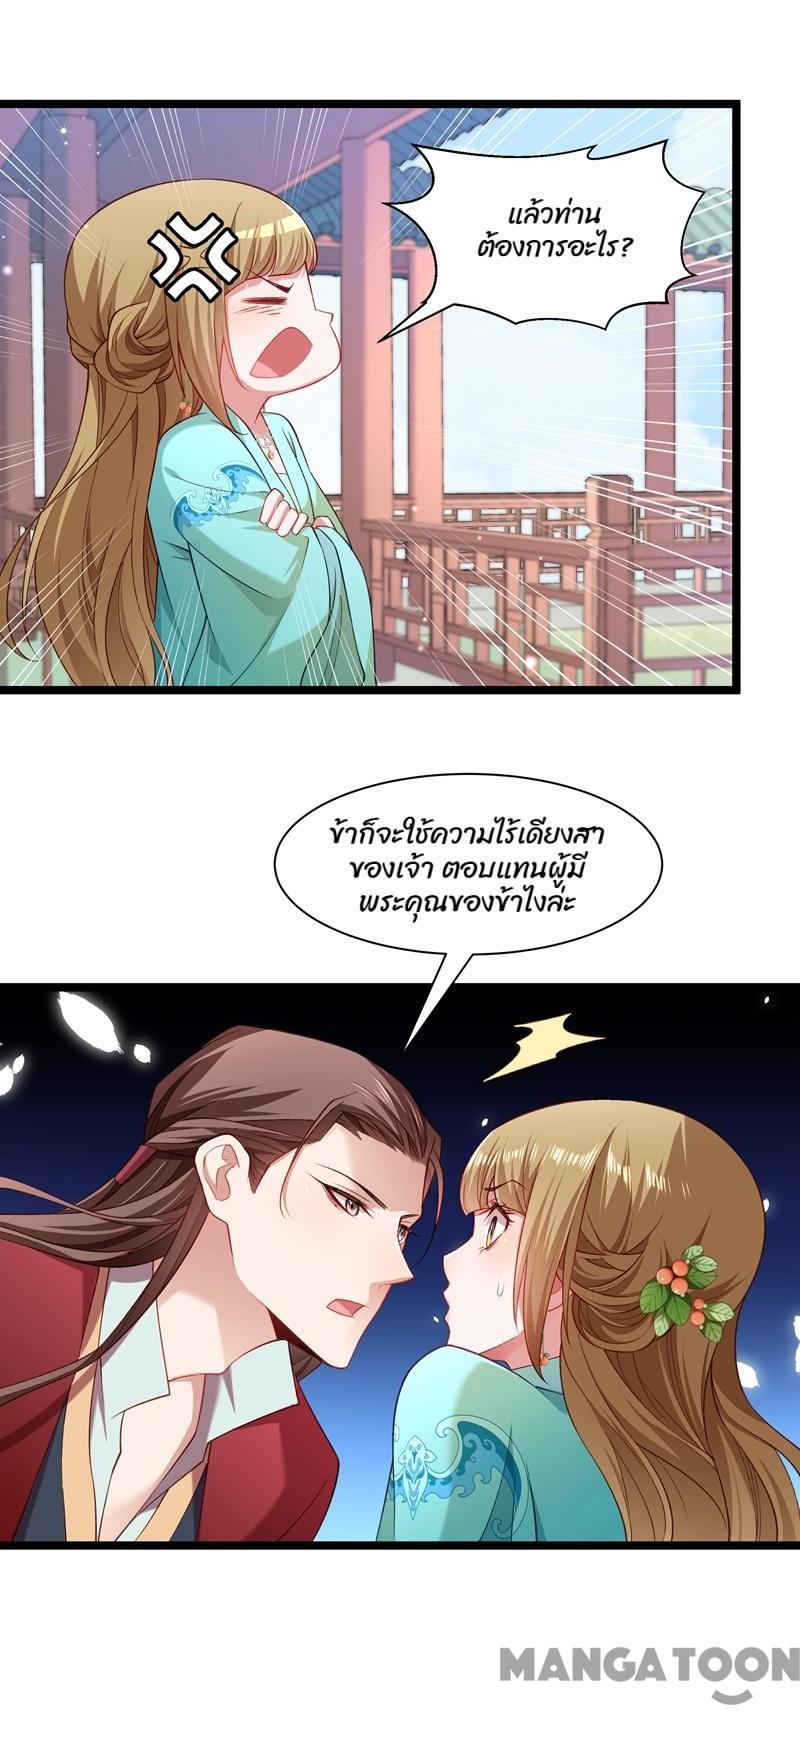 แล้วท่าน
ต้องการอะไร?
ข้าก็จะใช้ความไร้เดียงสา
ของเจ้า ตอบแทนผู้มี
พระคุณของข้าไงล่ะ
MANGATOON